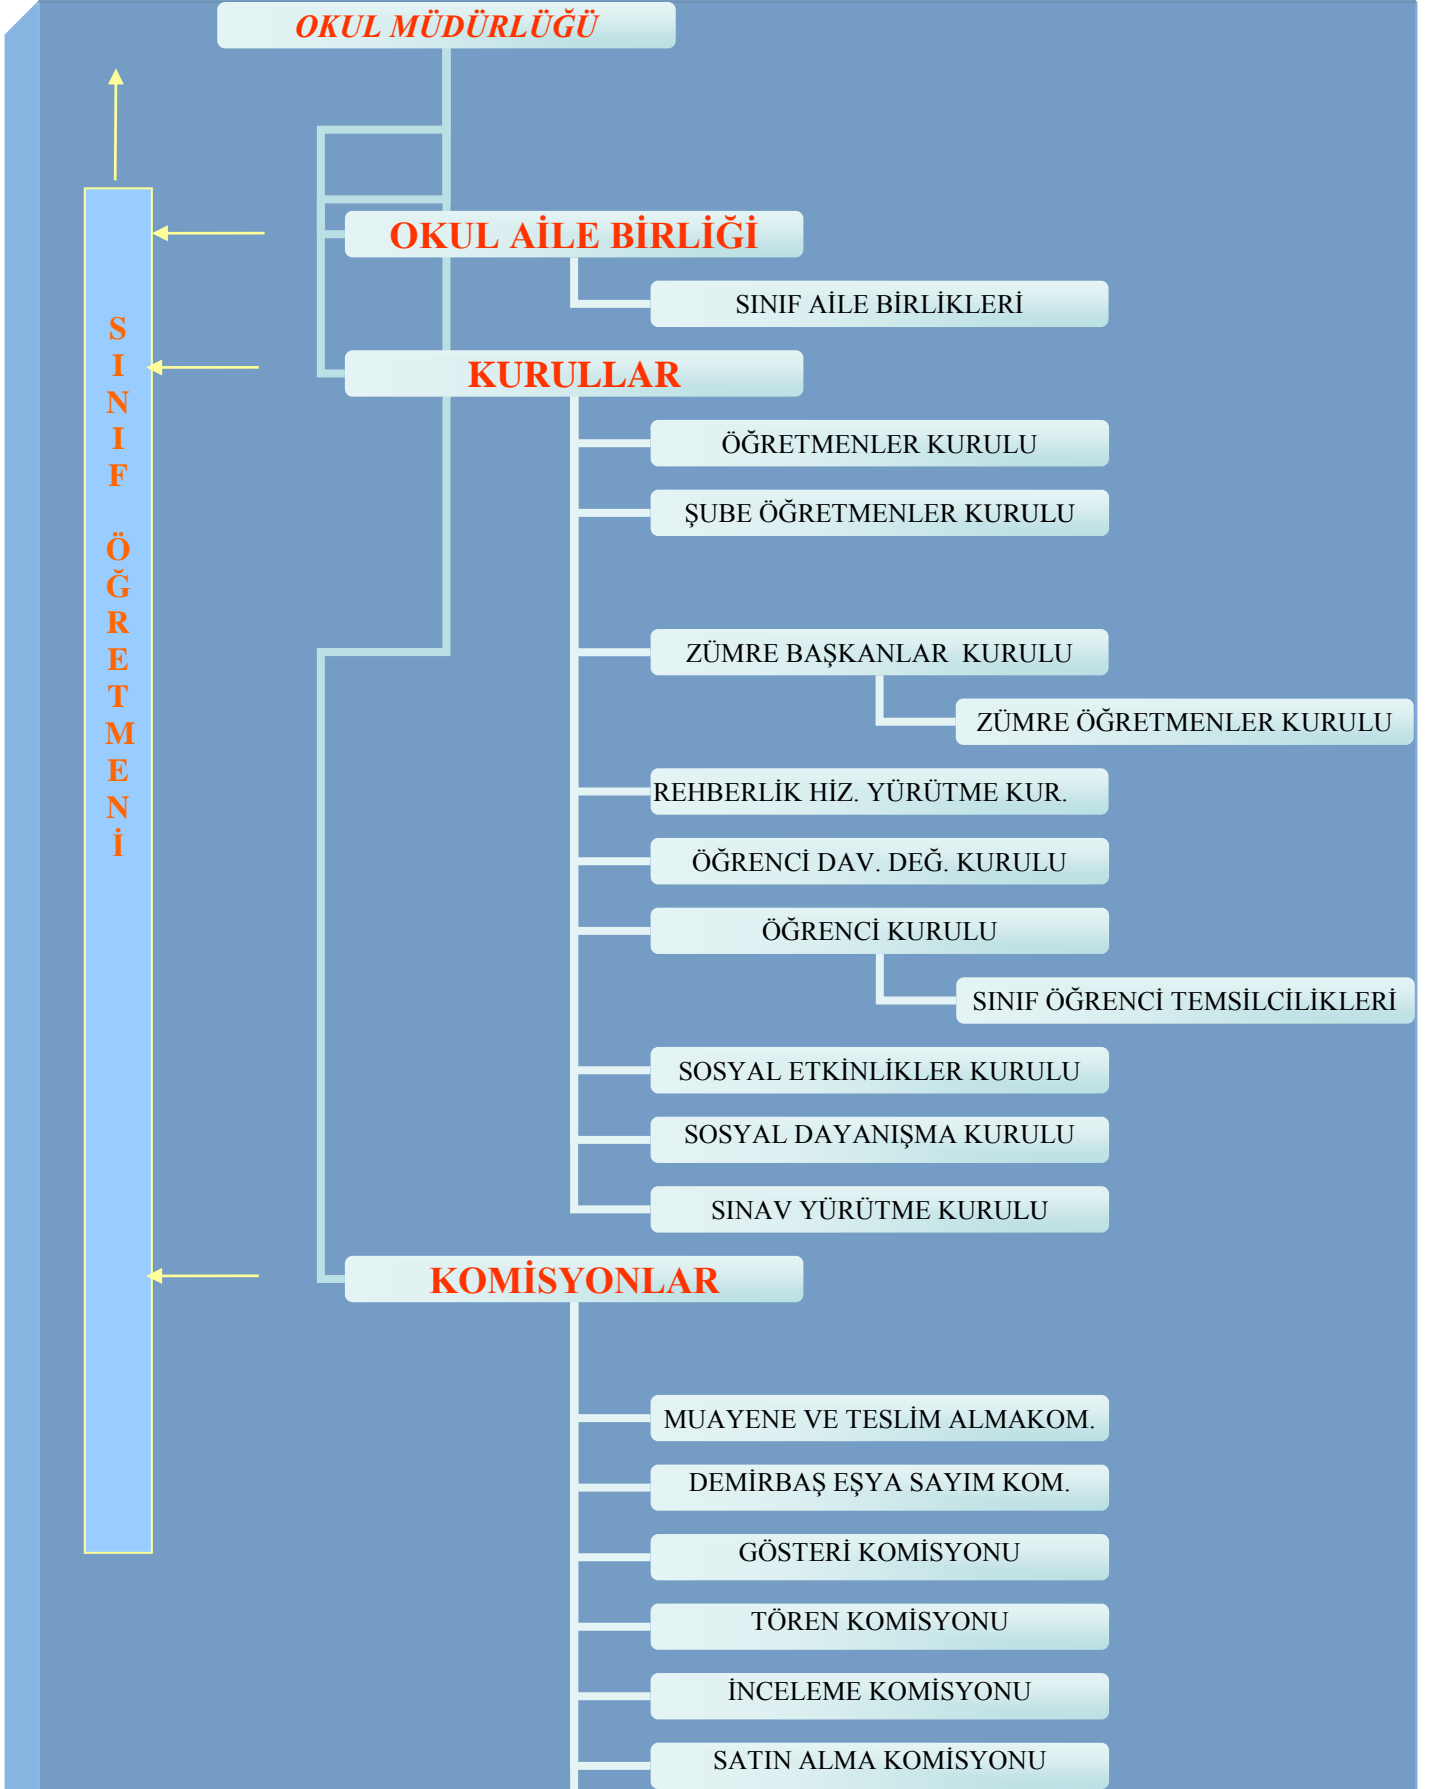 OKUL MÜDÜRLÜĞÜ
OKUL AİLE BİRLİĞİ
SINIF AİLE BİRLİKLERİ
KURULLAR
ÖĞRETMENLER KURULU
ŞUBE ÖĞRETMENLER KURULU
ZÜMRE BAŞKANLAR KURULU
ZÜMRE ÖĞRETMENLER KURULU
REHBERLİK HİZ. YÜRÜTME KUR.
ÖĞRENCİ DAV. DEĞ. KURULU
ÖĞRENCİ KURULU
SINIF ÖĞRENCİ TEMSİLCİLİKLERİ
SOSYAL ETKİNLİKLER KURULU
SOSYAL DAYANIŞMA KURULU
SINAV YÜRÜTME KURULU
KOMİSYONLAR
MUAYENE VE TESLİM ALMAKOM.
DEMİRBAŞ EŞYA SAYIM KOM.
GÖSTERİ KOMİSYONU
TÖREN KOMİSYONU
İNCELEME KOMİSYONU
SATIN ALMA KOMİSYONU
SINIF ÖĞRETMENİ